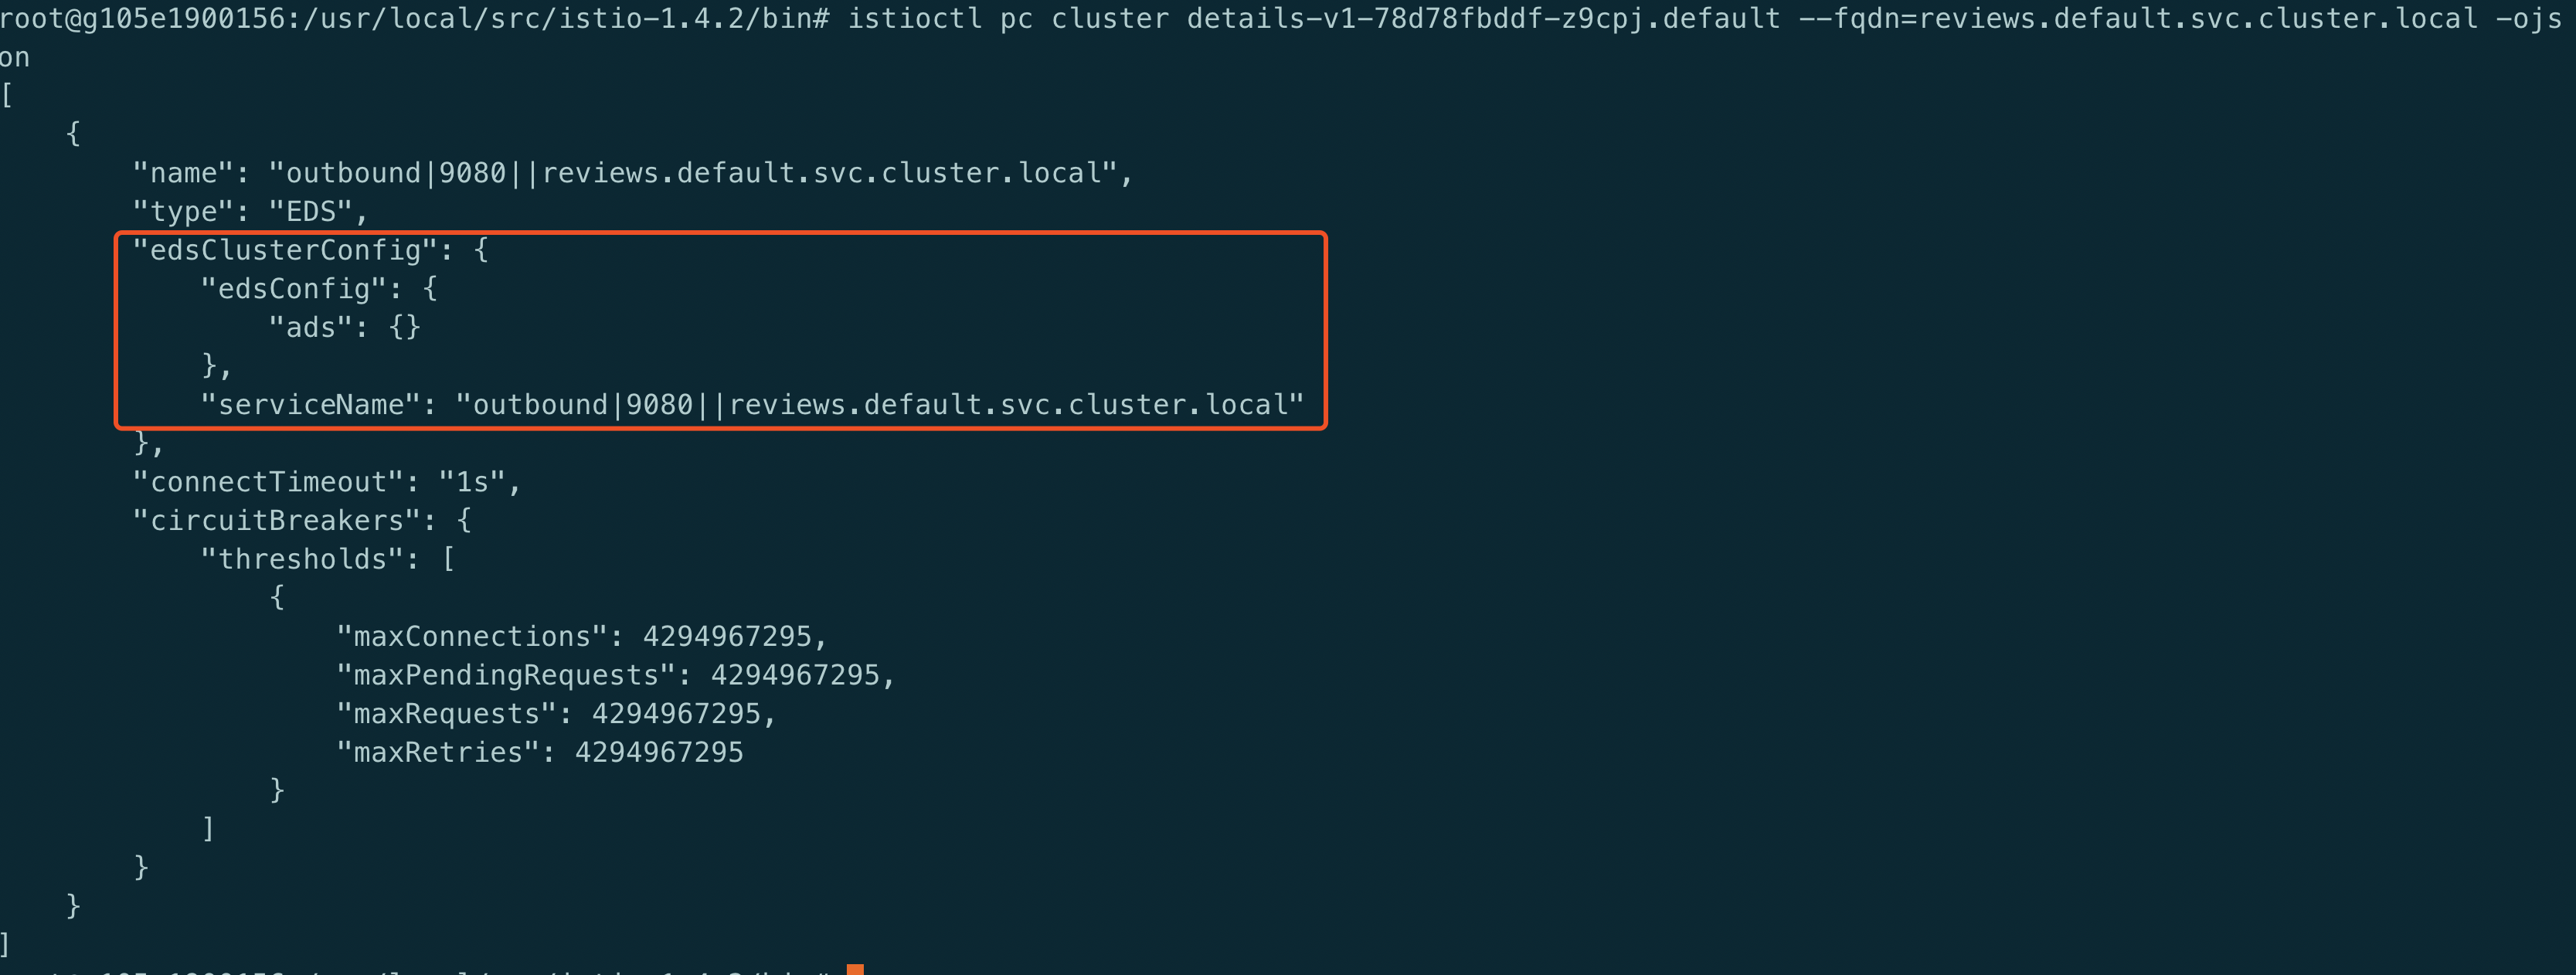 root@g105e1900156:/usr/local/src/istio-1.4.2/bin# istioctl pc cluster details-v1-78d78fbddf-z9cpj.default --fqdn=reviews.default.svc.cluster.local -ojs
on
[
    {
        "name": "outbound|9080||reviews.default.svc.cluster.local",
        "type": "EDS",
        "edsClusterConfig": {
            "edsConfig": {
                "ads": {}
            },
            "serviceName": "outbound|9080||reviews.default.svc.cluster.local"
        },
        "connectTimeout": "1s",
        "circuitBreakers": {
            "thresholds": [
                {
                    "maxConnections": 4294967295,
                    "maxPendingRequests": 4294967295,
                    "maxRequests": 4294967295,
                    "maxRetries": 4294967295
                }
            ]
        }
    }
]